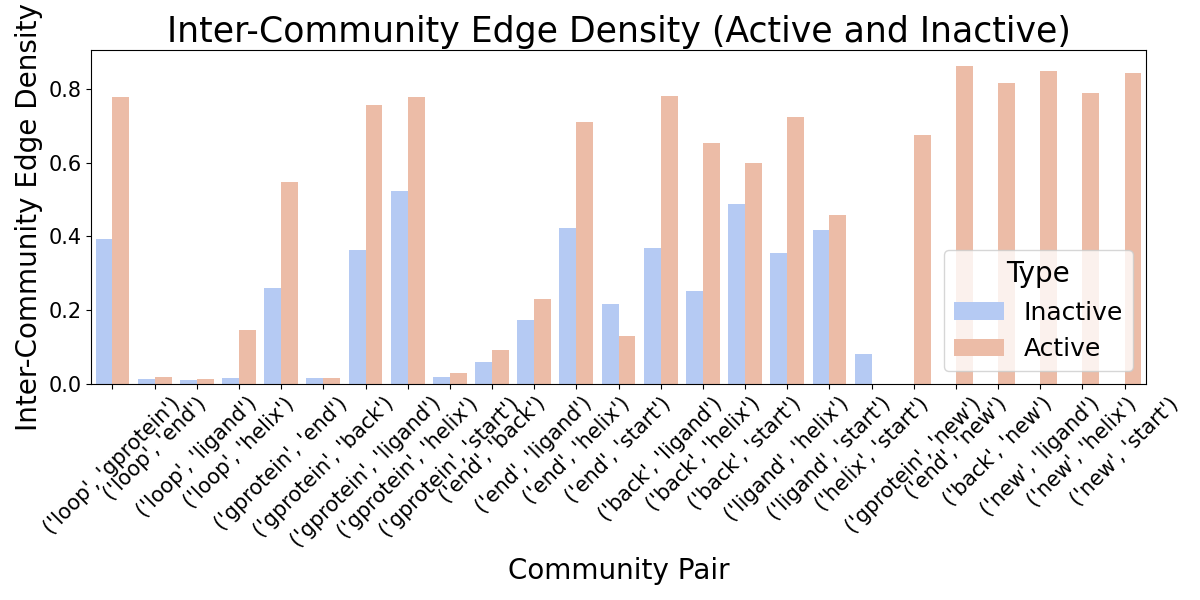 Inter-Community Edge Density (Active and Inactive)
Inter-Community Edge Density
0.8
0.6
0.4
0.2
0.0
Type
Inactive
Active
('loop', 'gprotein')
('loop', 'end')
('loop', 'ligand')
('loop', 'helix')
('gprotein', 'end')
('gprotein', 'back')
('gprotein', 'ligand')
('gprotein', 'helix')
('gprotein', 'start')
('end', 'back')
('end', 'ligand')
('end', 'helix')
('end', 'start')
('back', 'ligand')
('back', 'helix')
('back', 'start')
('ligand', 'helix')
('ligand', 'start')
('helix', 'start')
('gprotein', 'new')
('end', 'new')
('back', 'new')
('new', 'ligand')
('new', 'helix')
('new', 'start')
Community Pair